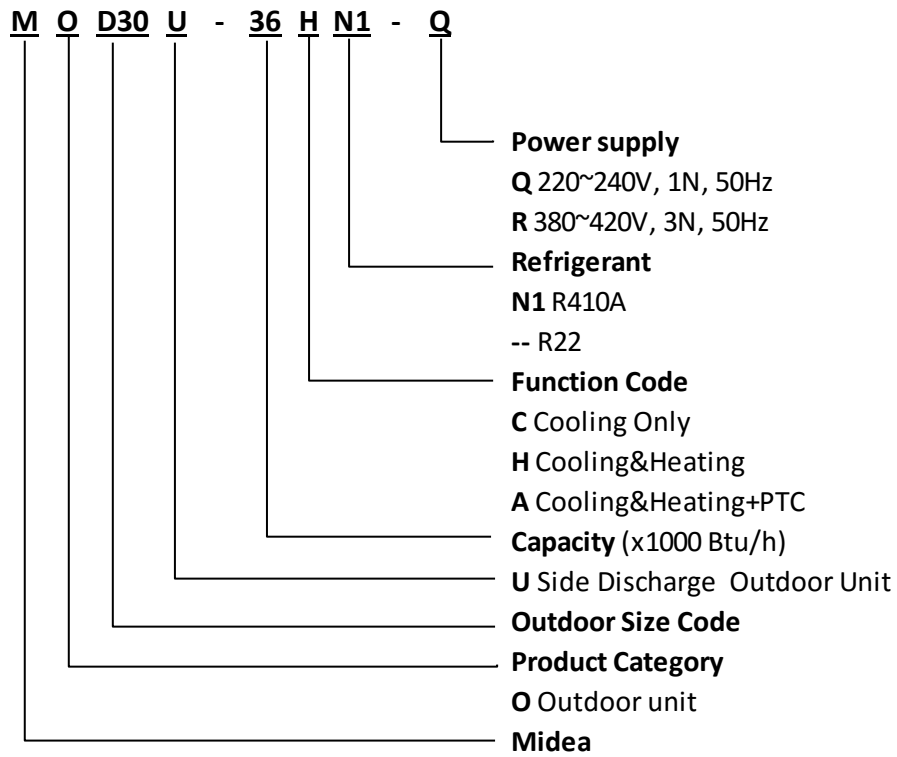 M O D30 U - 36 H N1 - Q
Power supply
Q 220~240V, 1N, 50Hz
R 380~420V, 3N, 50Hz
Refrigerant
N1 R410A
-- R22
Function Code
C Cooling Only
H Cooling&Heating
A Cooling&Heating+PTC
Capacity (x1000 Btu/h)
U Side Discharge Outdoor Unit
Outdoor Size Code
Product Category
O Outdoor unit
Midea